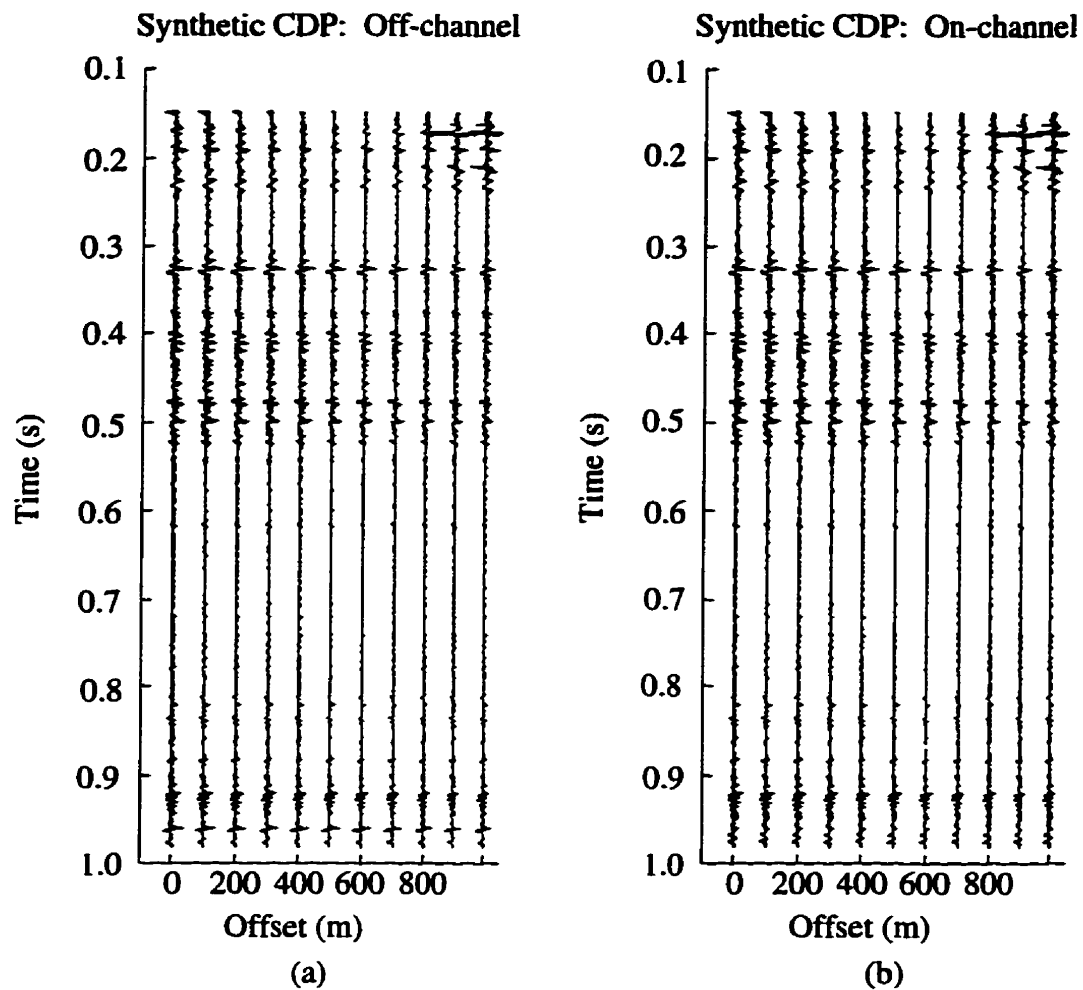 Synthetic CDP: Off-channel
0.1
0.2
0.3
0.4
0.5
0.6
0.7
0.8
0.9
1.0
Time (s)
0 200 400 600 800
Offset (m)
(a)
Synthetic CDP: On-channel
0.1
0.2
0.3
0.4
0.5
0.6
0.7
0.8
0.9
1.0
Time (s)
0 200 400 600 800
Offset (m)
(b)